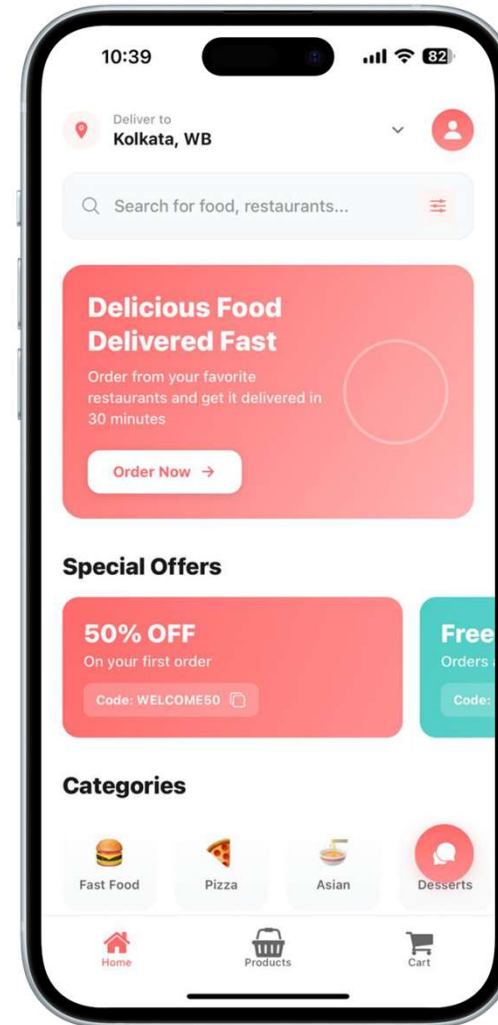 10:39
82
Deliver to
Kolkata, WB
Search for food, restaurants...
Delicious Food
Delivered Fast
Order from your favorite
restaurants and get it delivered in
30 minutes
Order Now →
Special Offers
50% OFF
On your first order
Code: WELCOME50
Free
Orders
Code:
Categories
Fast Food
Pizza
Asian
Desserts
Home
Products
Cart